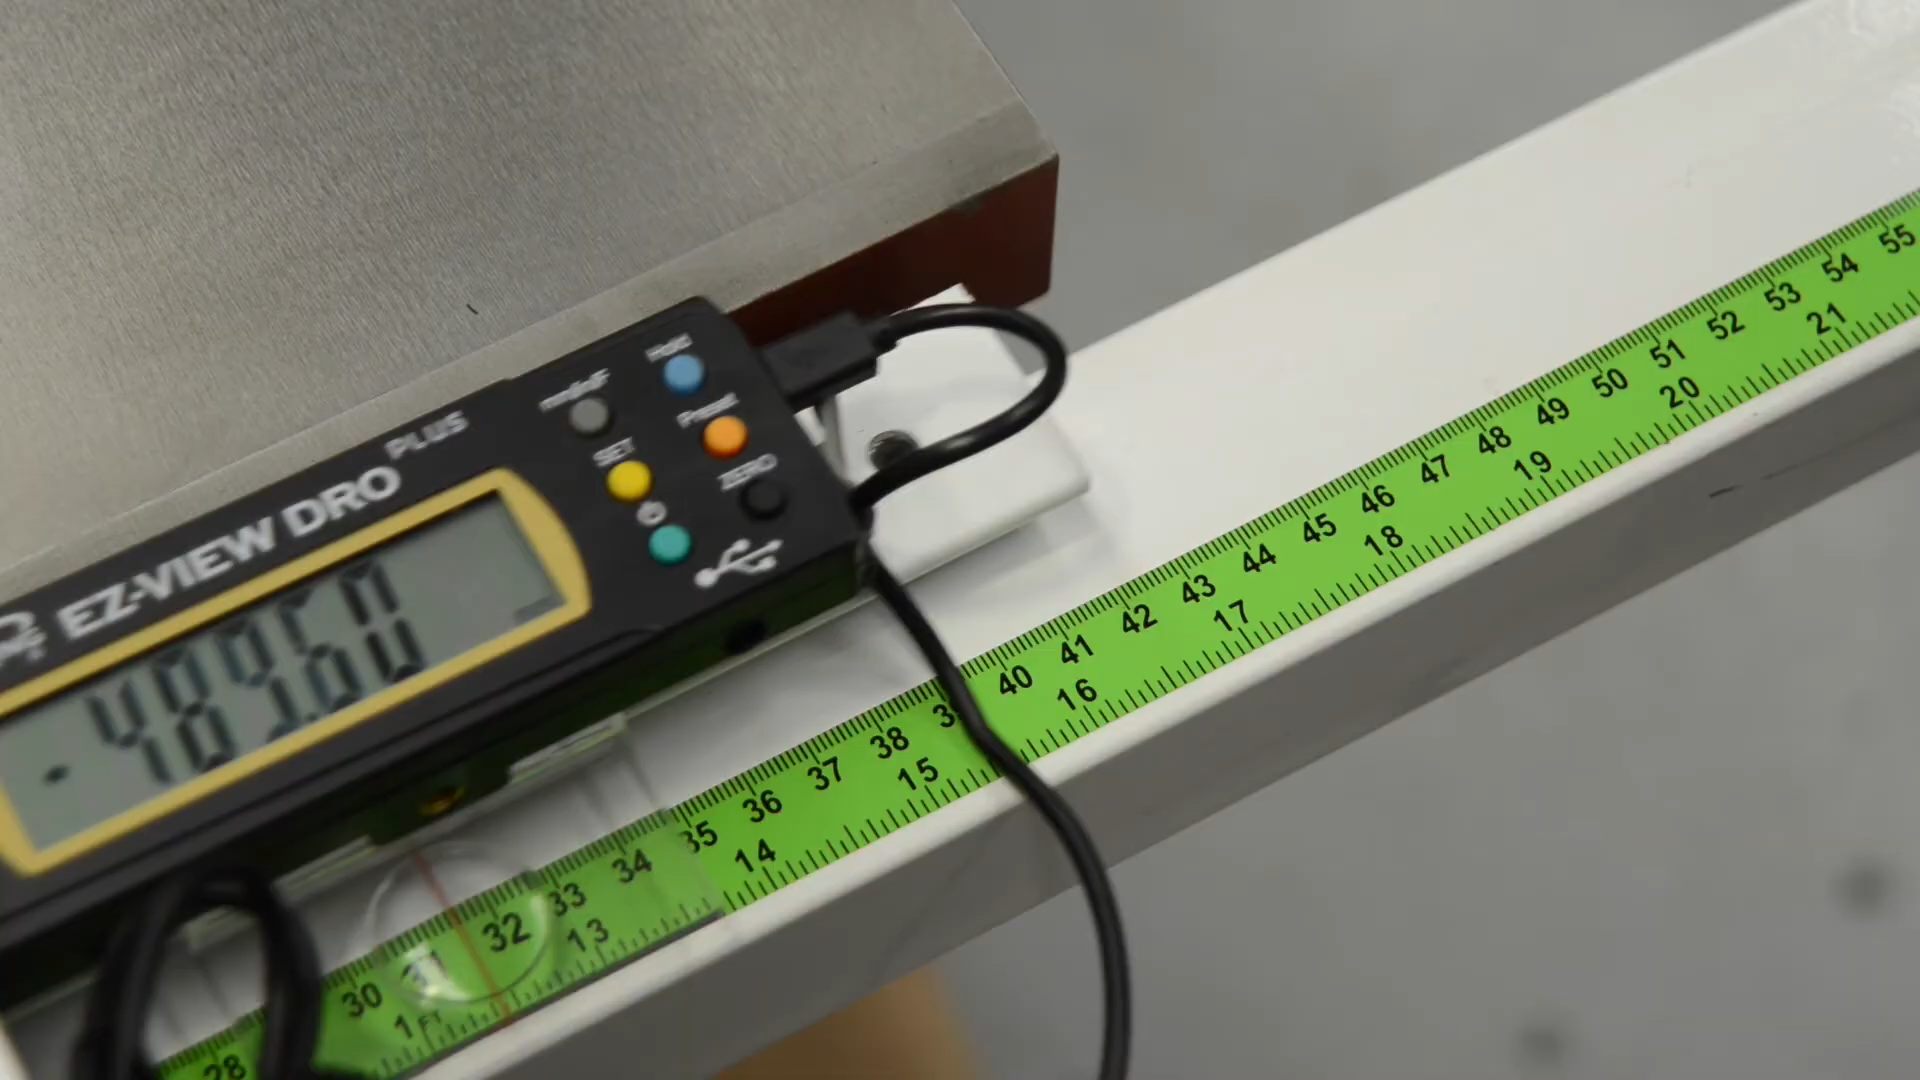 EZ-VIEW DRO PLUS
Hold
SET
ZERO
28 30 32 33 34 35 36 37 38 40 41 42 43 44 45 46 47 48 49 50 51 52 53 54 55
1FT 13 14 15 16 17 18 19 20 21